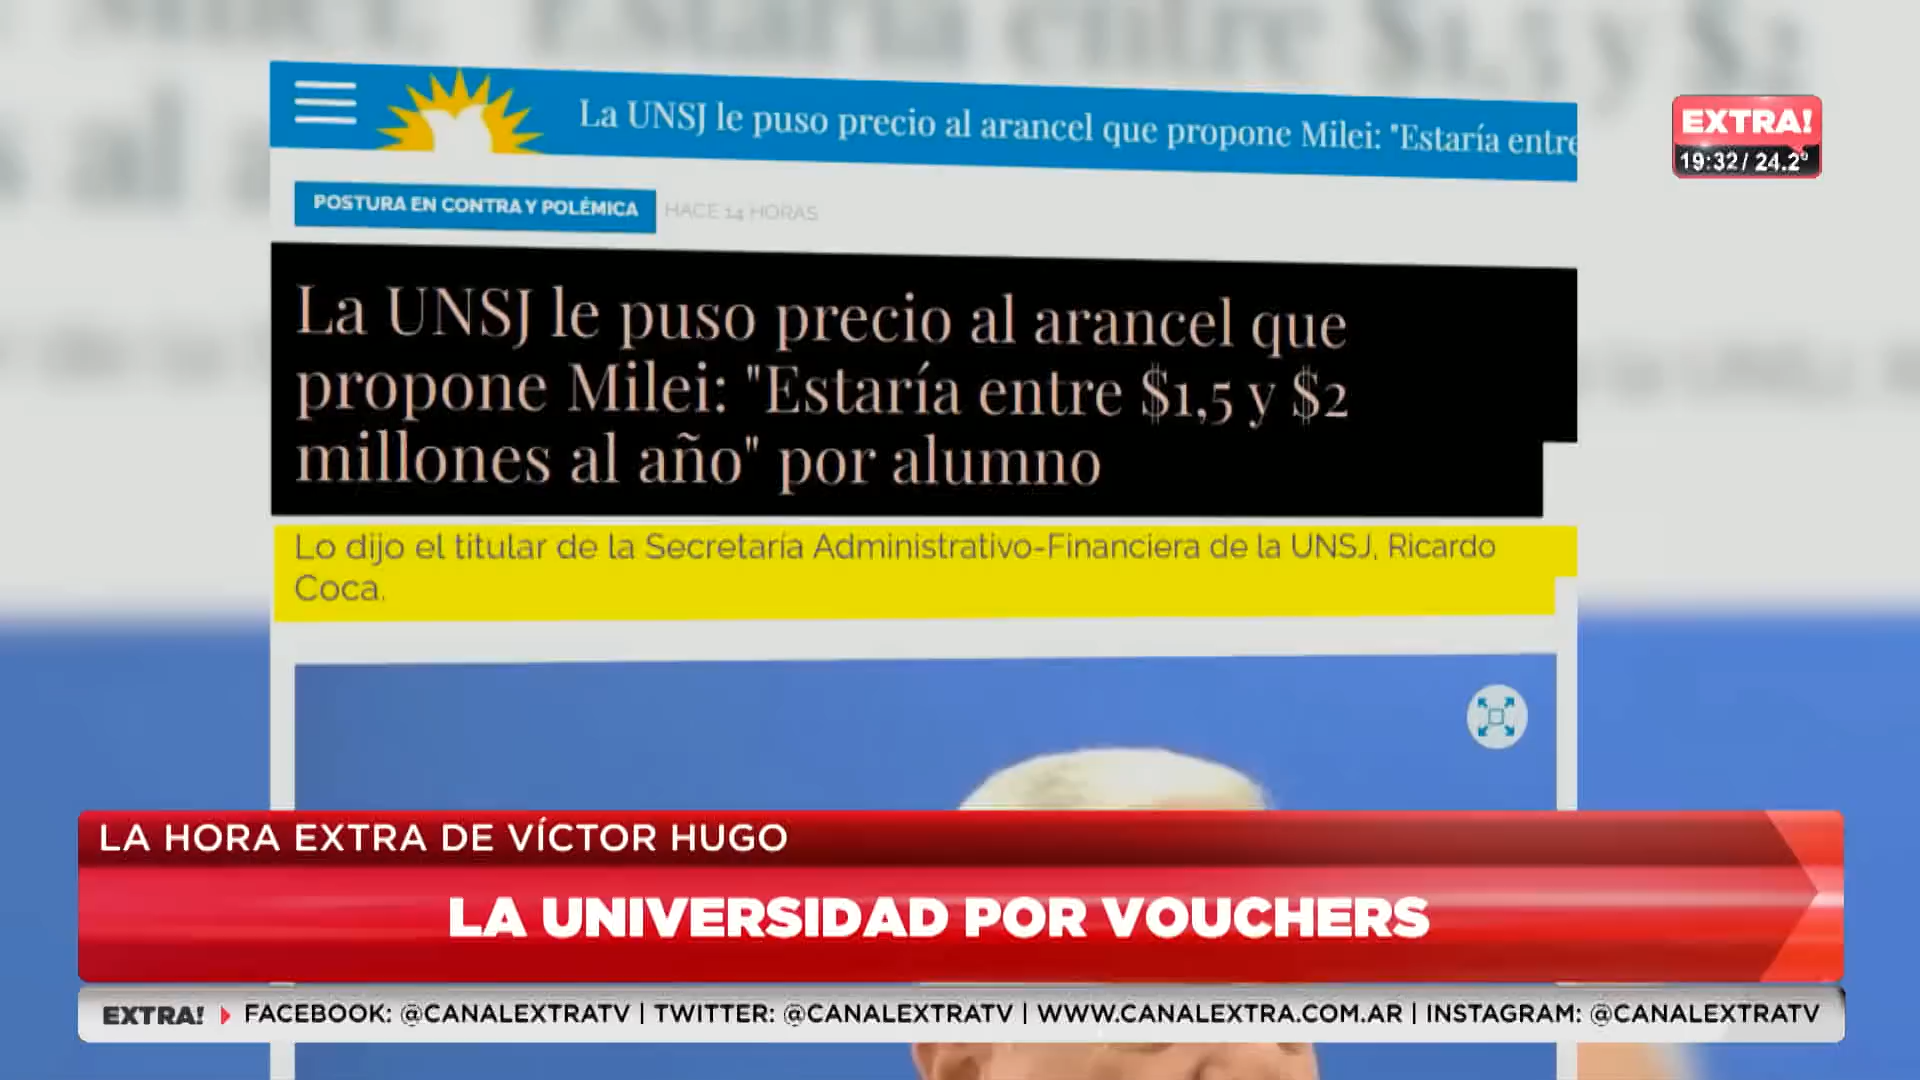 La UNSJ le puso precio al arancel que propone Milei: "Estaría entre
EXTRA!
19:32 / 24.2°
POSTURA EN CONTRA Y POLÉMICA HACE 14 HORAS
La UNSJ le puso precio al arancel que
propone Milei: "Estaría entre $1,5 y $2
millones al año" por alumno
Lo dijo el titular de la Secretaría Administrativo-Financiera de la UNSJ, Ricardo
Coca.
LA HORA EXTRA DE VÍCTOR HUGO
LA UNIVERSIDAD POR VOUCHERS
EXTRA! FACEBOOK: @CANALEXTRATV | TWITTER: @CANALEXTRATV | WWW.CANALEXTRA.COM.AR | INSTAGRAM: @CANALEXTRATV